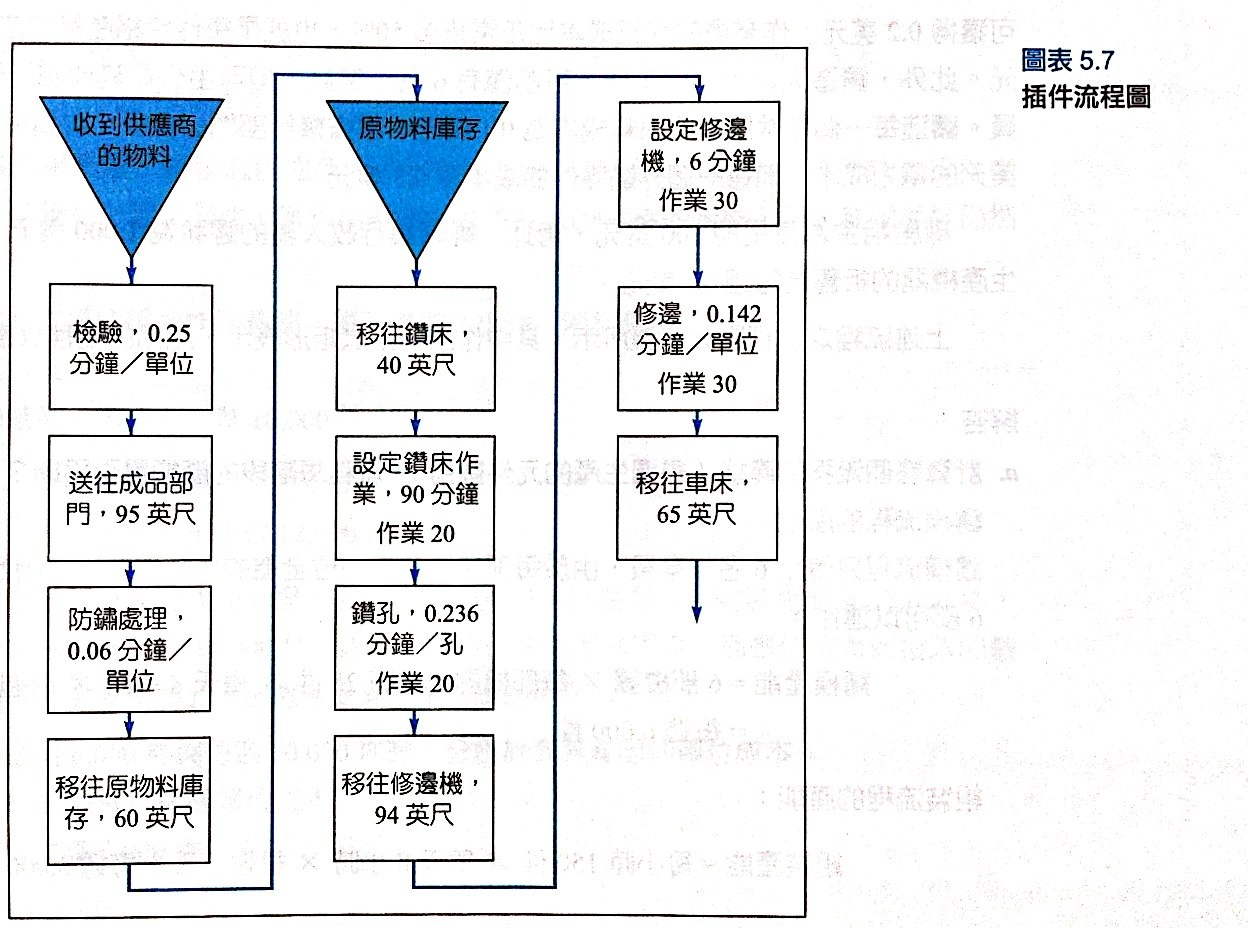 圖表 5.7
插件流程圖
收到供應商
的物料
檢驗，0.25
分鐘／單位
送往成品部
門，95 英尺
防鏽處理，
0.06 分鐘／
單位
移往原物料庫
存，60 英尺
原物料庫存
移往鑽床，
40 英尺
設定鑽床作
業，90 分鐘
作業 20
鑽孔，0.236
分鐘／孔
作業 20
移往修邊機，
94 英尺
設定修邊
機，6 分鐘
作業 30
修邊，0.142
分鐘／單位
作業 30
移往車床，
65 英尺